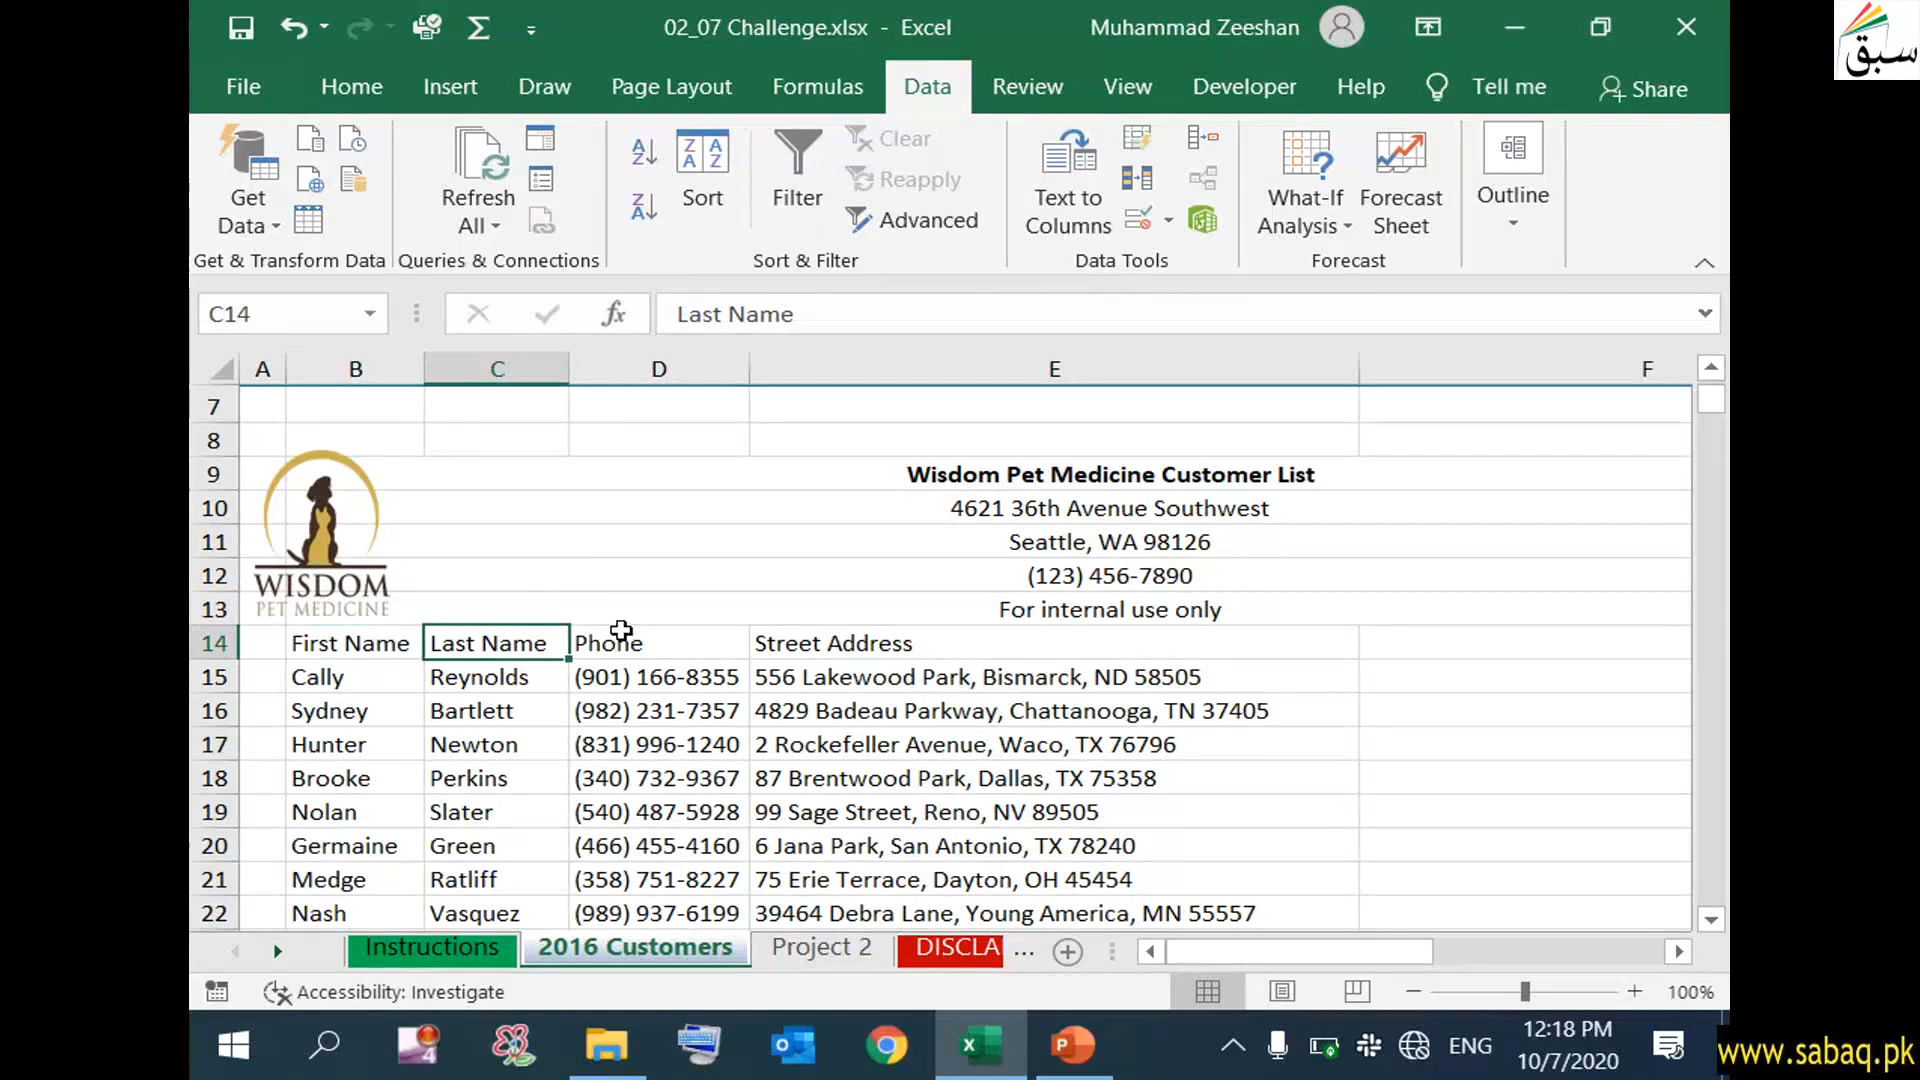 02_07 Challenge.xlsx - Excel
Muhammad Zeeshan
سبق
File Home Insert Draw Page Layout Formulas Data Review View Developer Help Tell me Share
Get Data
Refresh All
Sort
Filter
Clear
Reapply
Advanced
Text to Columns
What-If Analysis
Forecast Sheet
Outline
Get & Transform Data Queries & Connections Sort & Filter Data Tools Forecast
C14 fx Last Name
A B C D E F
7
8
9 Wisdom Pet Medicine Customer List
10 4621 36th Avenue Southwest
11 Seattle, WA 98126
12 (123) 456-7890
13 For internal use only
WISDOM
PET MEDICINE
14 First Name Last Name Phone Street Address
15 Cally Reynolds (901) 166-8355 556 Lakewood Park, Bismarck, ND 58505
16 Sydney Bartlett (982) 231-7357 4829 Badeau Parkway, Chattanooga, TN 37405
17 Hunter Newton (831) 996-1240 2 Rockefeller Avenue, Waco, TX 76796
18 Brooke Perkins (340) 732-9367 87 Brentwood Park, Dallas, TX 75358
19 Nolan Slater (540) 487-5928 99 Sage Street, Reno, NV 89505
20 Germaine Green (466) 455-4160 6 Jana Park, San Antonio, TX 78240
21 Medge Ratliff (358) 751-8227 75 Erie Terrace, Dayton, OH 45454
22 Nash Vasquez (989) 937-6199 39464 Debra Lane, Young America, MN 55557
Instructions 2016 Customers Project 2 DISCLA ...
Accessibility: Investigate
100%
ENG
12:18 PM
10/7/2020
www.sabaq.pk